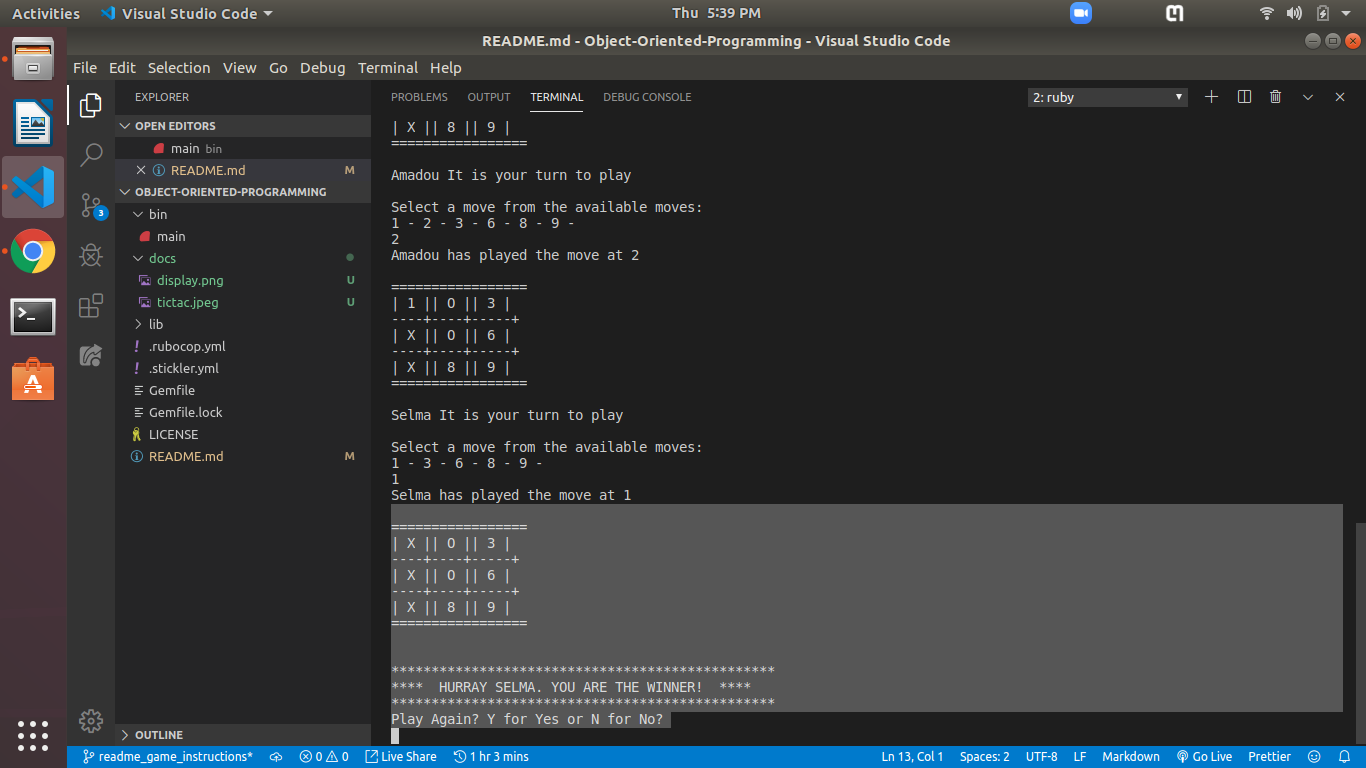 Activities Visual Studio Code Thu 5:39 PM
README.md - Object-Oriented-Programming - Visual Studio Code
File Edit Selection View Go Debug Terminal Help
EXPLORER
OPEN EDITORS
main bin
README.md M
OBJECT-ORIENTED-PROGRAMMING
bin
main
docs
display.png U
tictac.jpeg U
lib
! .rubocop.yml
! .stickler.yml
Gemfile
Gemfile.lock
LICENSE
README.md M
OUTLINE
3
PROBLEMS OUTPUT TERMINAL DEBUG CONSOLE 2: ruby
| X || 8 || 9 |
=================
Amadou It is your turn to play
Select a move from the available moves:
1 - 2 - 3 - 6 - 8 - 9 -
2
Amadou has played the move at 2
=================
| 1 || O || 3 |
----+----+-----+
| X || O || 6 |
----+----+-----+
| X || 8 || 9 |
=================
Selma It is your turn to play
Select a move from the available moves:
1 - 3 - 6 - 8 - 9 -
1
Selma has played the move at 1
=================
| X || O || 3 |
----+----+-----+
| X || O || 6 |
----+----+-----+
| X || 8 || 9 |
=================
************************************************
**** HURRAY SELMA. YOU ARE THE WINNER! ****
************************************************
Play Again? Y for Yes or N for No?
readme_game_instructions* 0 0 Live Share 1 hr 3 mins Ln 13, Col 1 Spaces: 2 UTF-8 LF Markdown Go Live Prettier